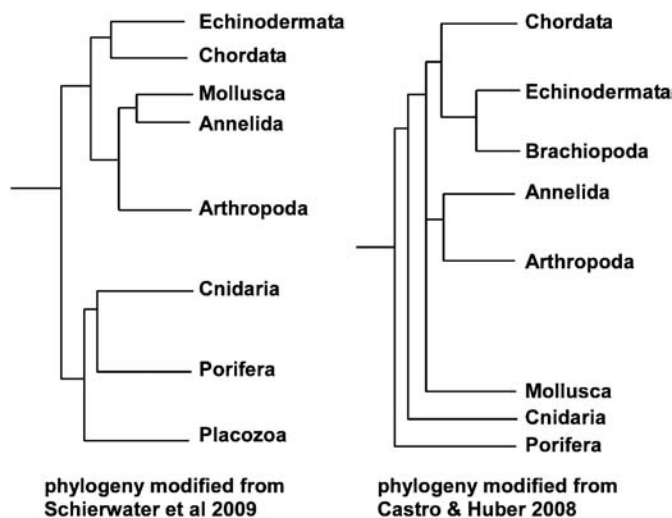 Echinodermata
Chordata
Mollusca
Annelida
Arthropoda
Cnidaria
Porifera
Placozoa
phylogeny modified from
Schierwater et al 2009
Chordata
Echinodermata
Brachiopoda
Annelida
Arthropoda
Mollusca
Cnidaria
Porifera
phylogeny modified from
Castro & Huber 2008